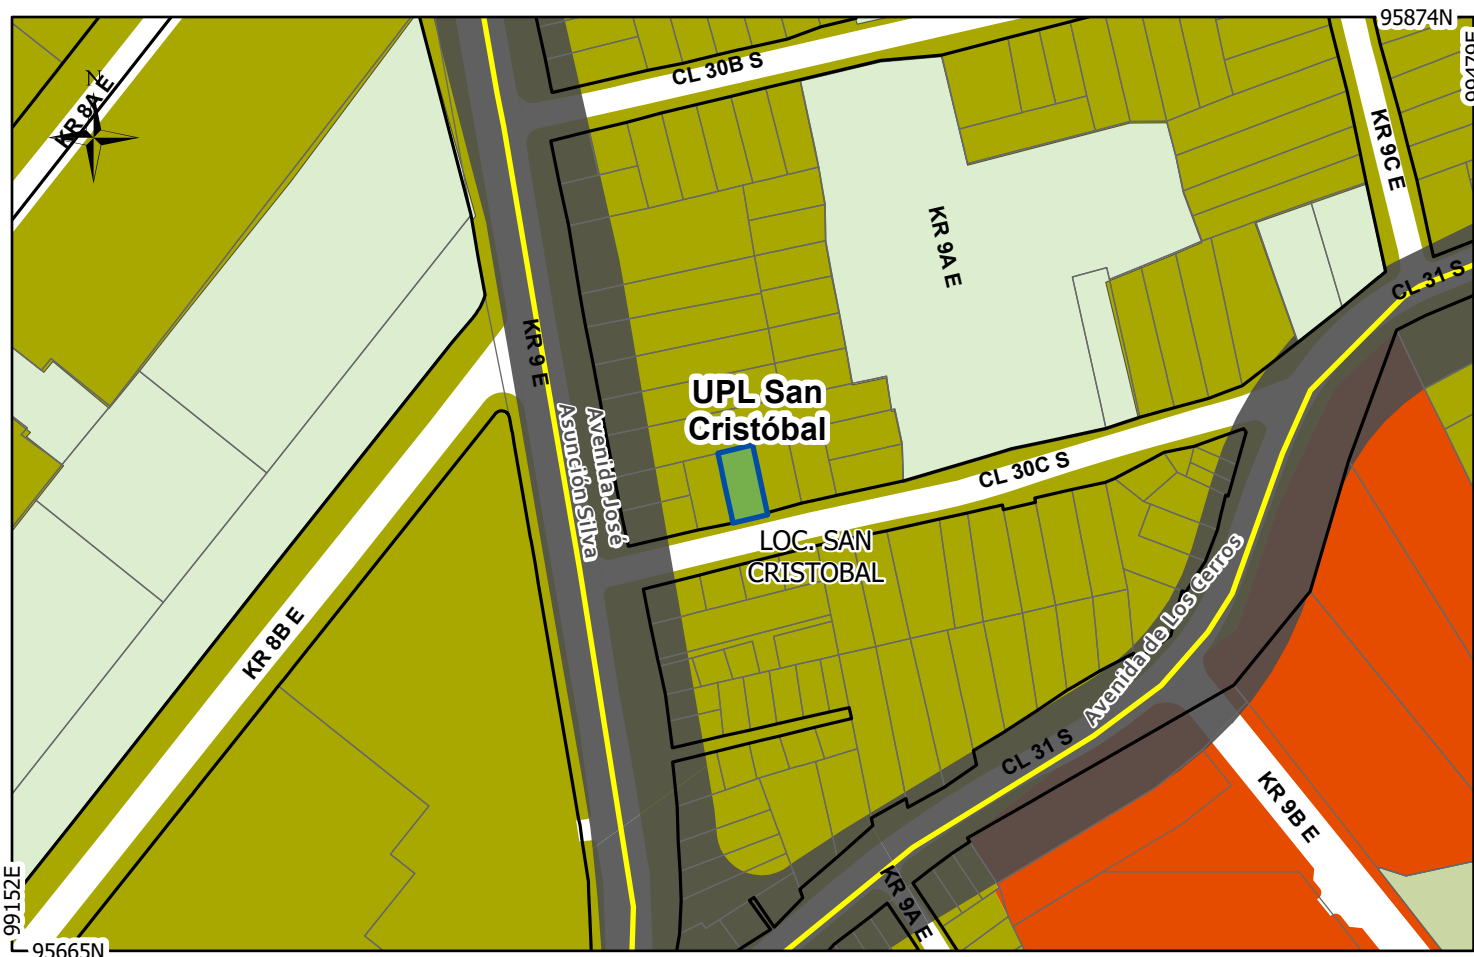 95874N
99479E
N
KR 8A E
CL 30B S
KR 9C E
KR 9A E
CL 31 S
KR 9 E
UPL San
Cristóbal
Avenida José
Asunción Silva
CL 30C S
LOC. SAN
CRISTOBAL
KR 8B E
Avenida de Los Cerros
CL 31 S
KR 9B E
KR 9A E
99152E
95665N